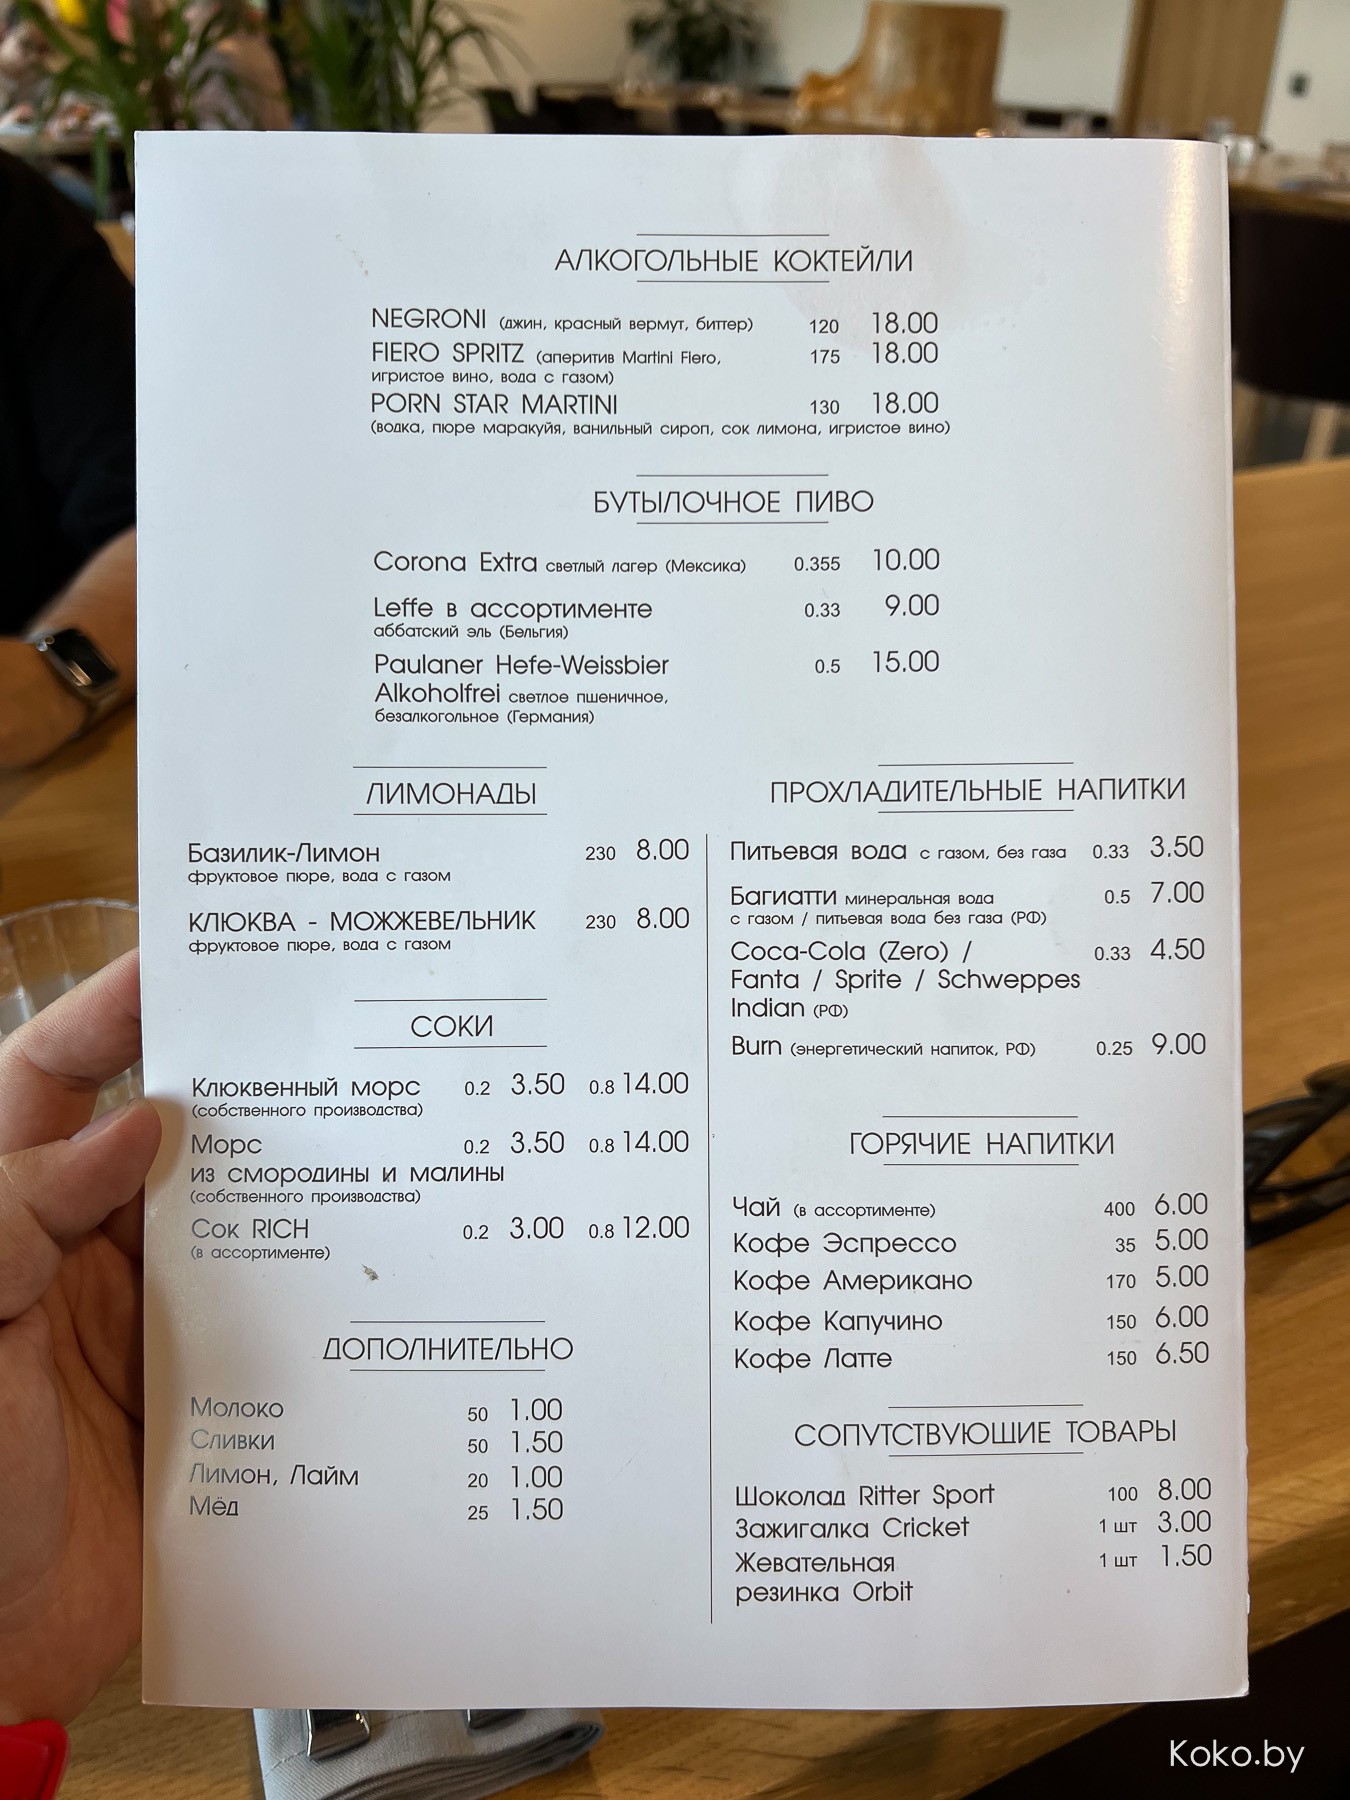 АЛКОГОЛЬНЫЕ КОКТЕЙЛИ
NEGRONI (джин, красный вермут, биттер) 120 18.00
FIERO SPRITZ (аперитив Martini Fiero, 175 18.00
игристое вино, вода с газом)
PORN STAR MARTINI 130 18.00
(водка, пюре маракуйя, ванильный сироп, сок лимона, игристое вино)
БУТЫЛОЧНОЕ ПИВО
Corona Extra светлый лагер (Мексика) 0.355 10.00
Leffe в ассортименте 0.33 9.00
аббатский эль (Бельгия)
Paulaner Hefe-Weissbier 0.5 15.00
Alkoholfrei светлое пшеничное,
безалкогольное (Германия)
ЛИМОНАДЫ
Базилик-Лимон 230 8.00
фруктовое пюре, вода с газом
КЛЮКВА - МОЖЖЕВЕЛЬНИК 230 8.00
фруктовое пюре, вода с газом
СОКИ
Клюквенный морс 0.2 3.50 0.8 14.00
(собственного производства)
Морс 0.2 3.50 0.8 14.00
из смородины и малины
(собственного производства)
Сок RICH 0.2 3.00 0.8 12.00
(в ассортименте)
ДОПОЛНИТЕЛЬНО
Молоко 50 1.00
Сливки 50 1.50
Лимон, Лайм 20 1.00
Мёд 25 1.50
ПРОХЛАДИТЕЛЬНЫЕ НАПИТКИ
Питьевая вода с газом, без газа 0.33 3.50
Багиатти минеральная вода 0.5 7.00
с газом / питьевая вода без газа (РФ)
Coca-Cola (Zero) / 0.33 4.50
Fanta / Sprite / Schweppes
Indian (РФ)
Burn (энергетический напиток, РФ) 0.25 9.00
ГОРЯЧИЕ НАПИТКИ
Чай (в ассортименте) 400 6.00
Кофе Эспрессо 35 5.00
Кофе Американо 170 5.00
Кофе Капучино 150 6.00
Кофе Латте 150 6.50
СОПУТСТВУЮЩИЕ ТОВАРЫ
Шоколад Ritter Sport 100 8.00
Зажигалка Cricket 1 шт 3.00
Жевательная 1 шт 1.50
резинка Orbit
Koko.by